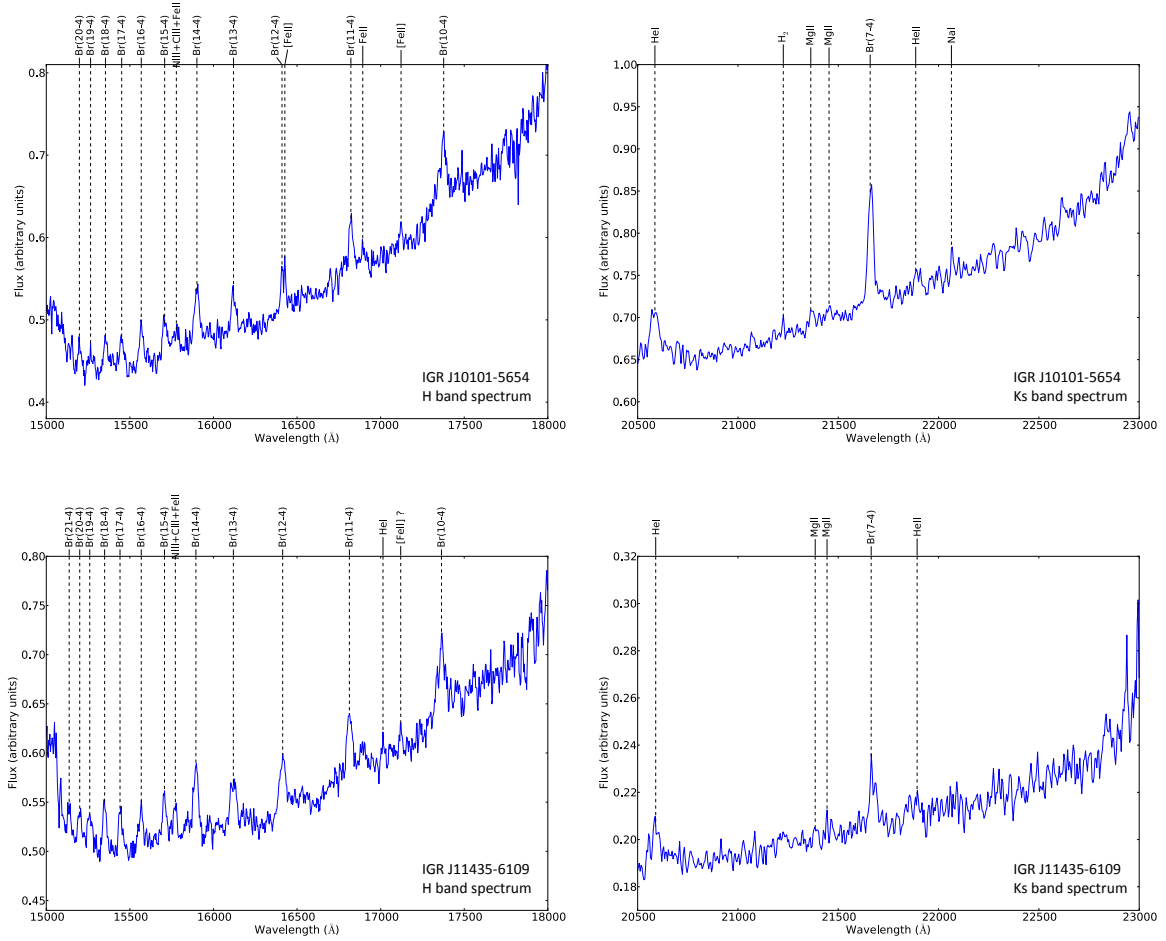 Br(20-4)
Br(19-4)
Br(18-4)
Br(17-4)
Br(16-4)
Br(15-4)
NIII+CIII+FeII
Br(14-4)
Br(13-4)
Br(12-4)
[FeII]
Br(11-4)
FeII
[FeII]
Br(10-4)
0.8
0.7
0.6
0.5
0.4
Flux (arbitrary units)
IGR J10101-5654
H band spectrum
15000 15500 16000 16500 17000 17500 18000
Wavelength (Å)
HeI
H2
MgII
MgII
Br(7-4)
HeII
NaI
1.00
0.95
0.90
0.85
0.80
0.75
0.70
0.65
0.60
Flux (arbitrary units)
IGR J10101-5654
Ks band spectrum
20500 21000 21500 22000 22500 23000
Wavelength (Å)
Br(21-4)
Br(20-4)
Br(19-4)
Br(18-4)
Br(17-4)
Br(16-4)
Br(15-4)
NIII+CIII+FeII
Br(14-4)
Br(13-4)
Br(12-4)
Br(11-4)
HeI
[FeII] ?
Br(10-4)
0.80
0.75
0.70
0.65
0.60
0.55
0.50
0.45
Flux (arbitrary units)
IGR J11435-6109
H band spectrum
15000 15500 16000 16500 17000 17500 18000
Wavelength (Å)
HeI
MgII
MgII
Br(7-4)
HeII
0.32
0.30
0.28
0.26
0.24
0.22
0.20
0.18
Flux (arbitrary units)
IGR J11435-6109
Ks band spectrum
20500 21000 21500 22000 22500 23000
Wavelength (Å)